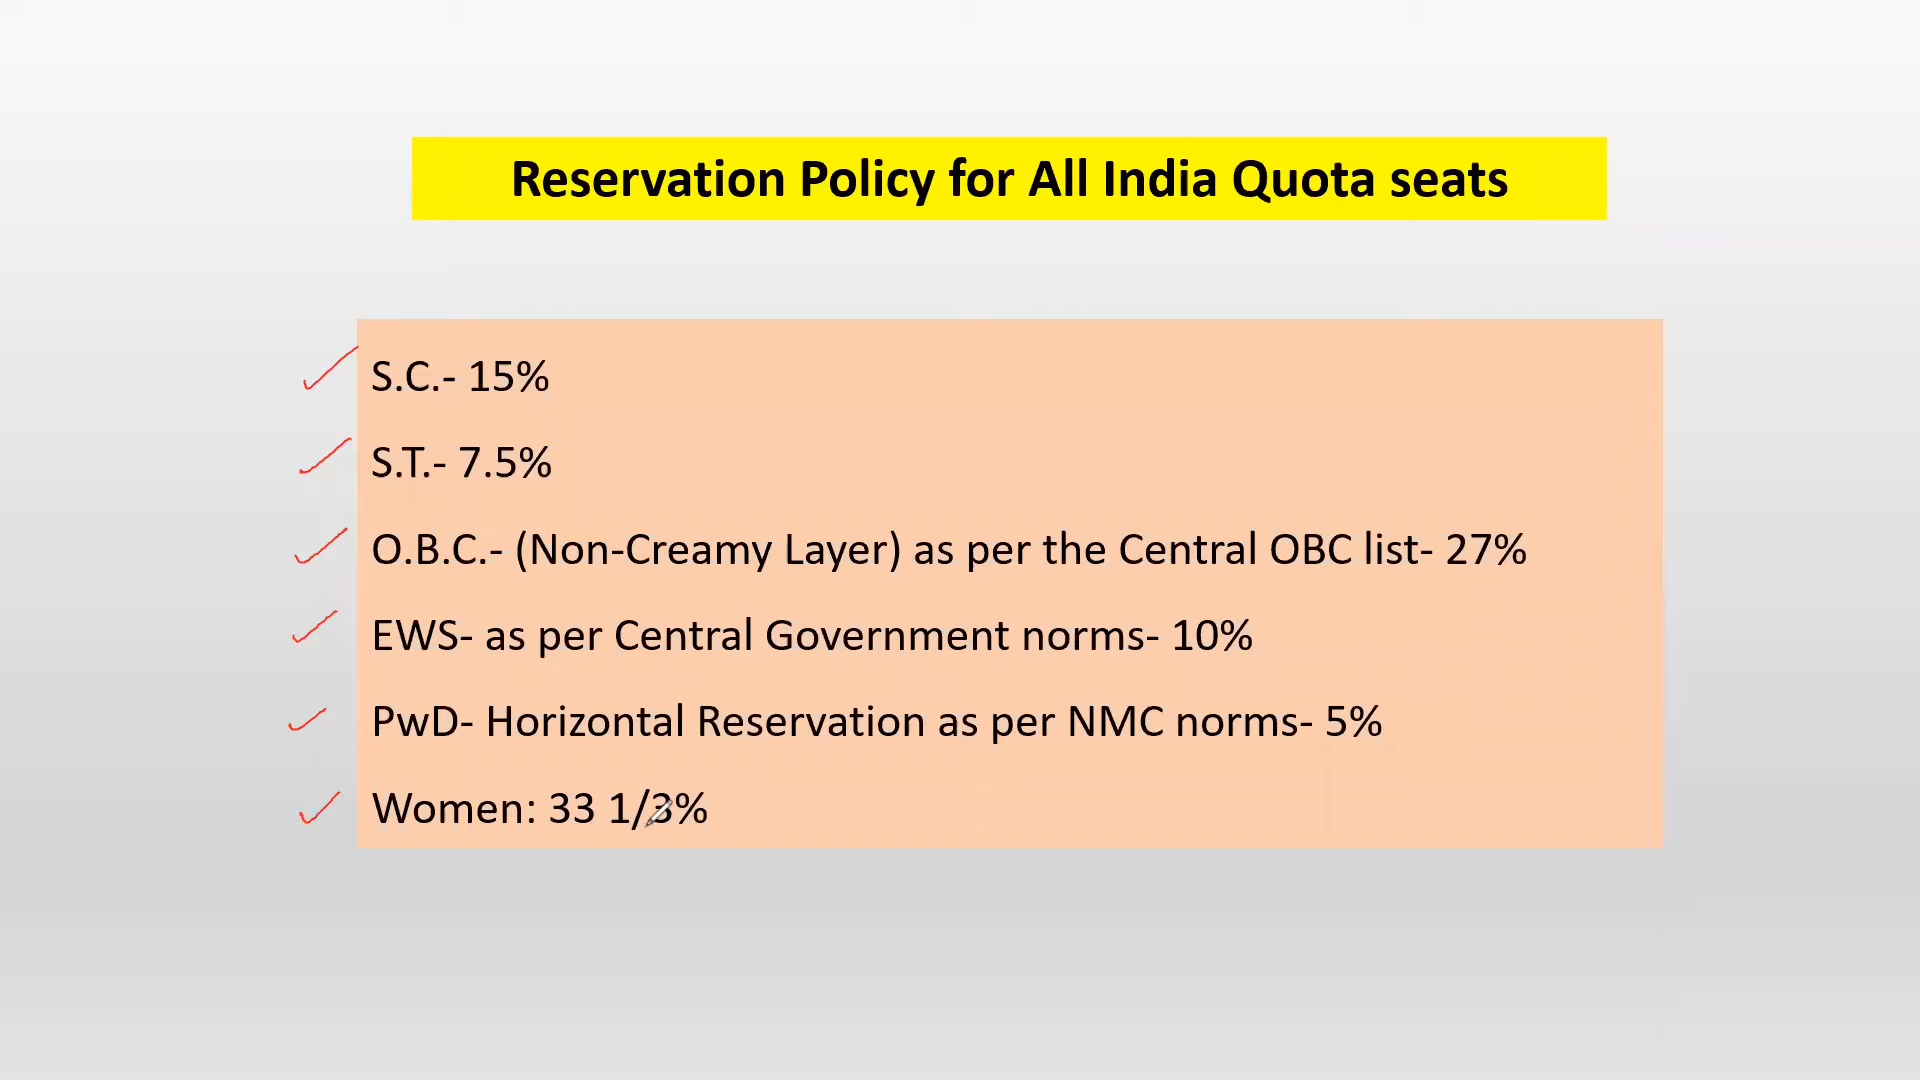 Reservation Policy for All India Quota seats
S.C.- 15%
S.T.- 7.5%
O.B.C.- (Non-Creamy Layer) as per the Central OBC list- 27%
EWS- as per Central Government norms- 10%
PwD- Horizontal Reservation as per NMC norms- 5%
Women: 33 1/3%